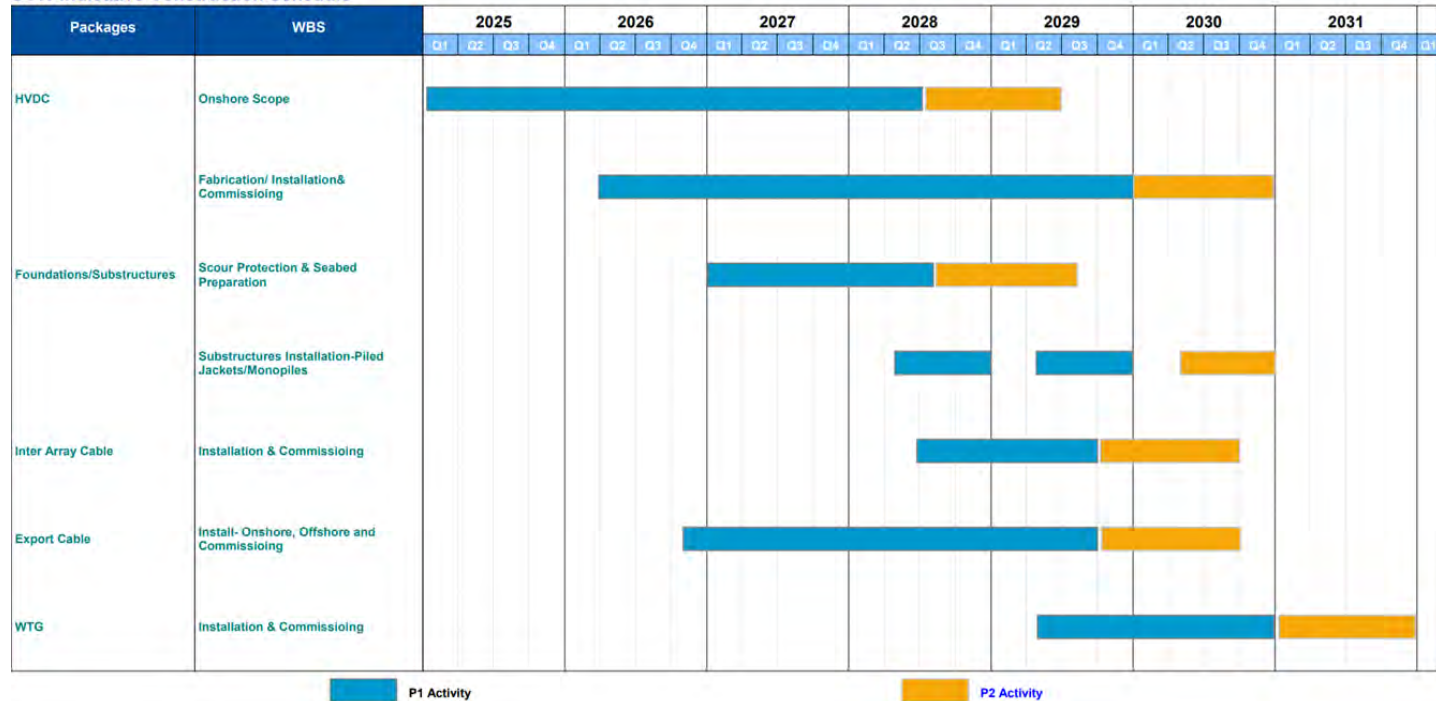 Packages WBS 2025 2026 2027 2028 2029 2030 2031
Q1 Q2 Q3 Q4 Q1 Q2 Q3 Q4 Q1 Q2 Q3 Q4 Q1 Q2 Q3 Q4 Q1 Q2 Q3 Q4 Q1 Q2 Q3 Q4 Q1 Q2 Q3 Q4 Q1
HVDC Onshore Scope
Fabrication/ Installation&
Commissioing
Foundations/Substructures Scour Protection & Seabed
Preparation
Substructures Installation-Piled
Jackets/Monopiles
Inter Array Cable Installation & Commissioing
Export Cable Install- Onshore, Offshore and
Commissioing
WTG Installation & Commissioing
P1 Activity P2 Activity